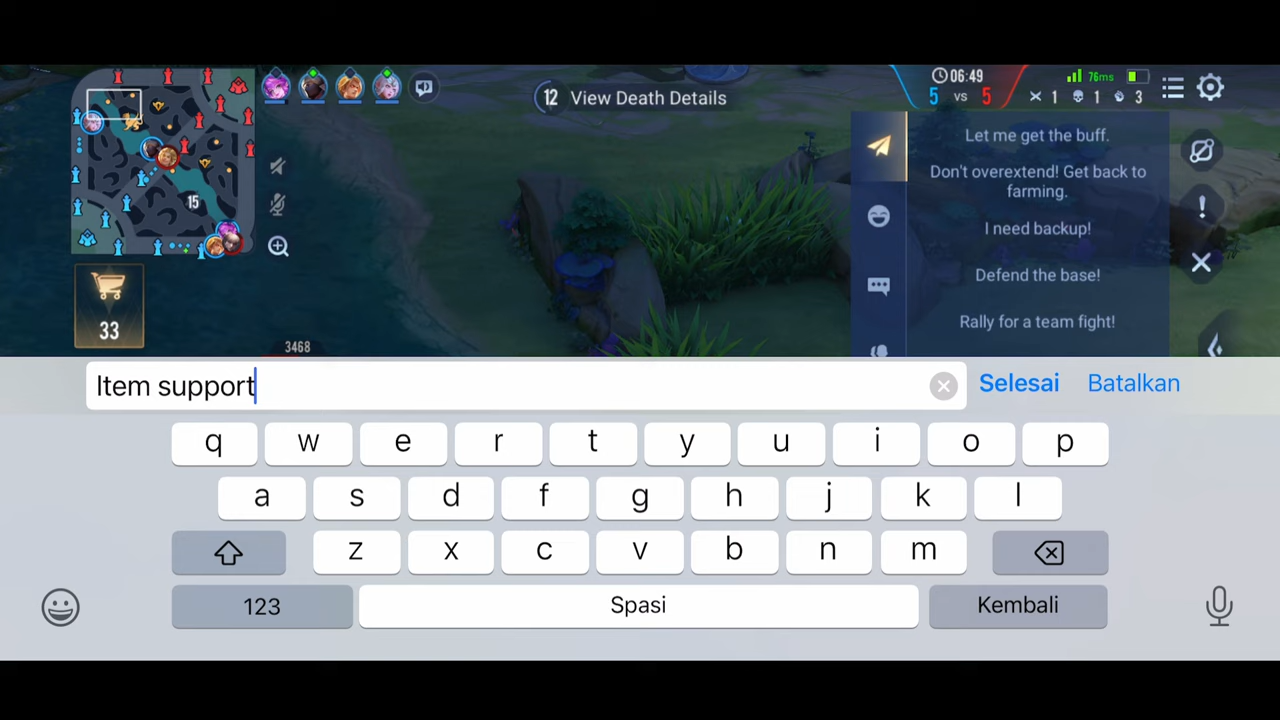 12 View Death Details
06:49
5 vs 5
76ms
1 1 3
15
33
3468
Let me get the buff.
Don't overextend! Get back to
farming.
I need backup!
Defend the base!
Rally for a team fight!
Item support
Selesai
Batalkan
q w e r t y u i o p
a s d f g h j k l
z x c v b n m
123
Spasi
Kembali